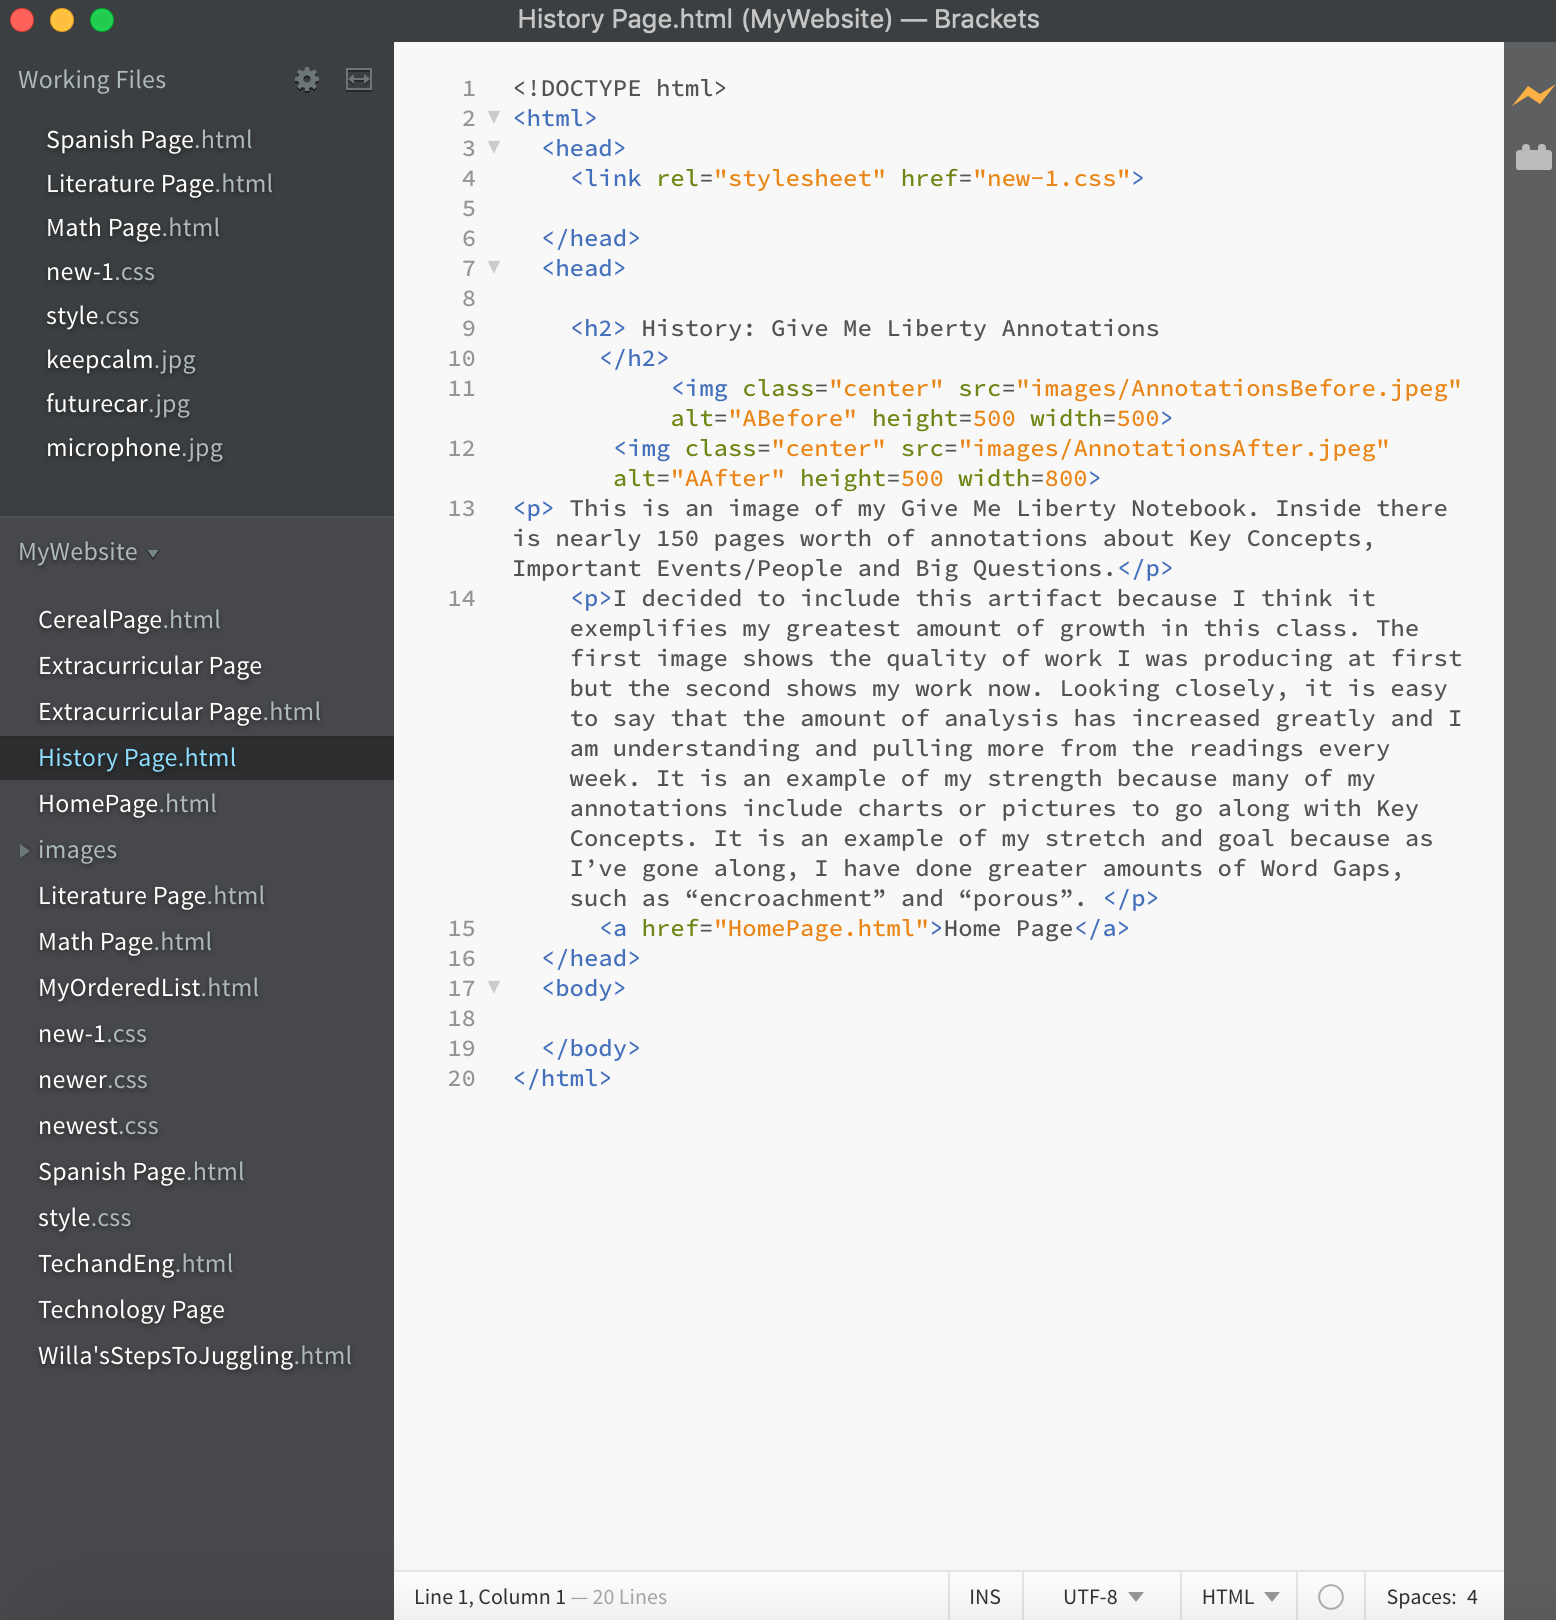 History Page.html (MyWebsite) — Brackets
Working Files
Spanish Page.html
Literature Page.html
Math Page.html
new-1.css
style.css
keepcalm.jpg
futurecar.jpg
microphone.jpg
MyWebsite
CerealPage.html
Extracurricular Page
Extracurricular Page.html
History Page.html
HomePage.html
images
Literature Page.html
Math Page.html
MyOrderedList.html
new-1.css
newer.css
newest.css
Spanish Page.html
style.css
TechandEng.html
Technology Page
Willa'sStepsToJuggling.html
1 <!DOCTYPE html>
2 <html>
3 <head>
4 <link rel="stylesheet" href="new-1.css">
5
6 </head>
7 <head>
8
9 <h2> History: Give Me Liberty Annotations
10 </h2>
11 <img class="center" src="images/AnnotationsBefore.jpeg"
alt="ABefore" height=500 width=500>
12 <img class="center" src="images/AnnotationsAfter.jpeg"
alt="AAfter" height=500 width=800>
13 <p> This is an image of my Give Me Liberty Notebook. Inside there
is nearly 150 pages worth of annotations about Key Concepts,
Important Events/People and Big Questions.</p>
14 <p>I decided to include this artifact because I think it
exemplifies my greatest amount of growth in this class. The
first image shows the quality of work I was producing at first
but the second shows my work now. Looking closely, it is easy
to say that the amount of analysis has increased greatly and I
am understanding and pulling more from the readings every
week. It is an example of my strength because many of my
annotations include charts or pictures to go along with Key
Concepts. It is an example of my stretch and goal because as
I’ve gone along, I have done greater amounts of Word Gaps,
such as “encroachment” and “porous”. </p>
15 <a href="HomePage.html">Home Page</a>
16 </head>
17 <body>
18
19 </body>
20 </html>
Line 1, Column 1 — 20 Lines
INS
UTF-8
HTML
Spaces: 4